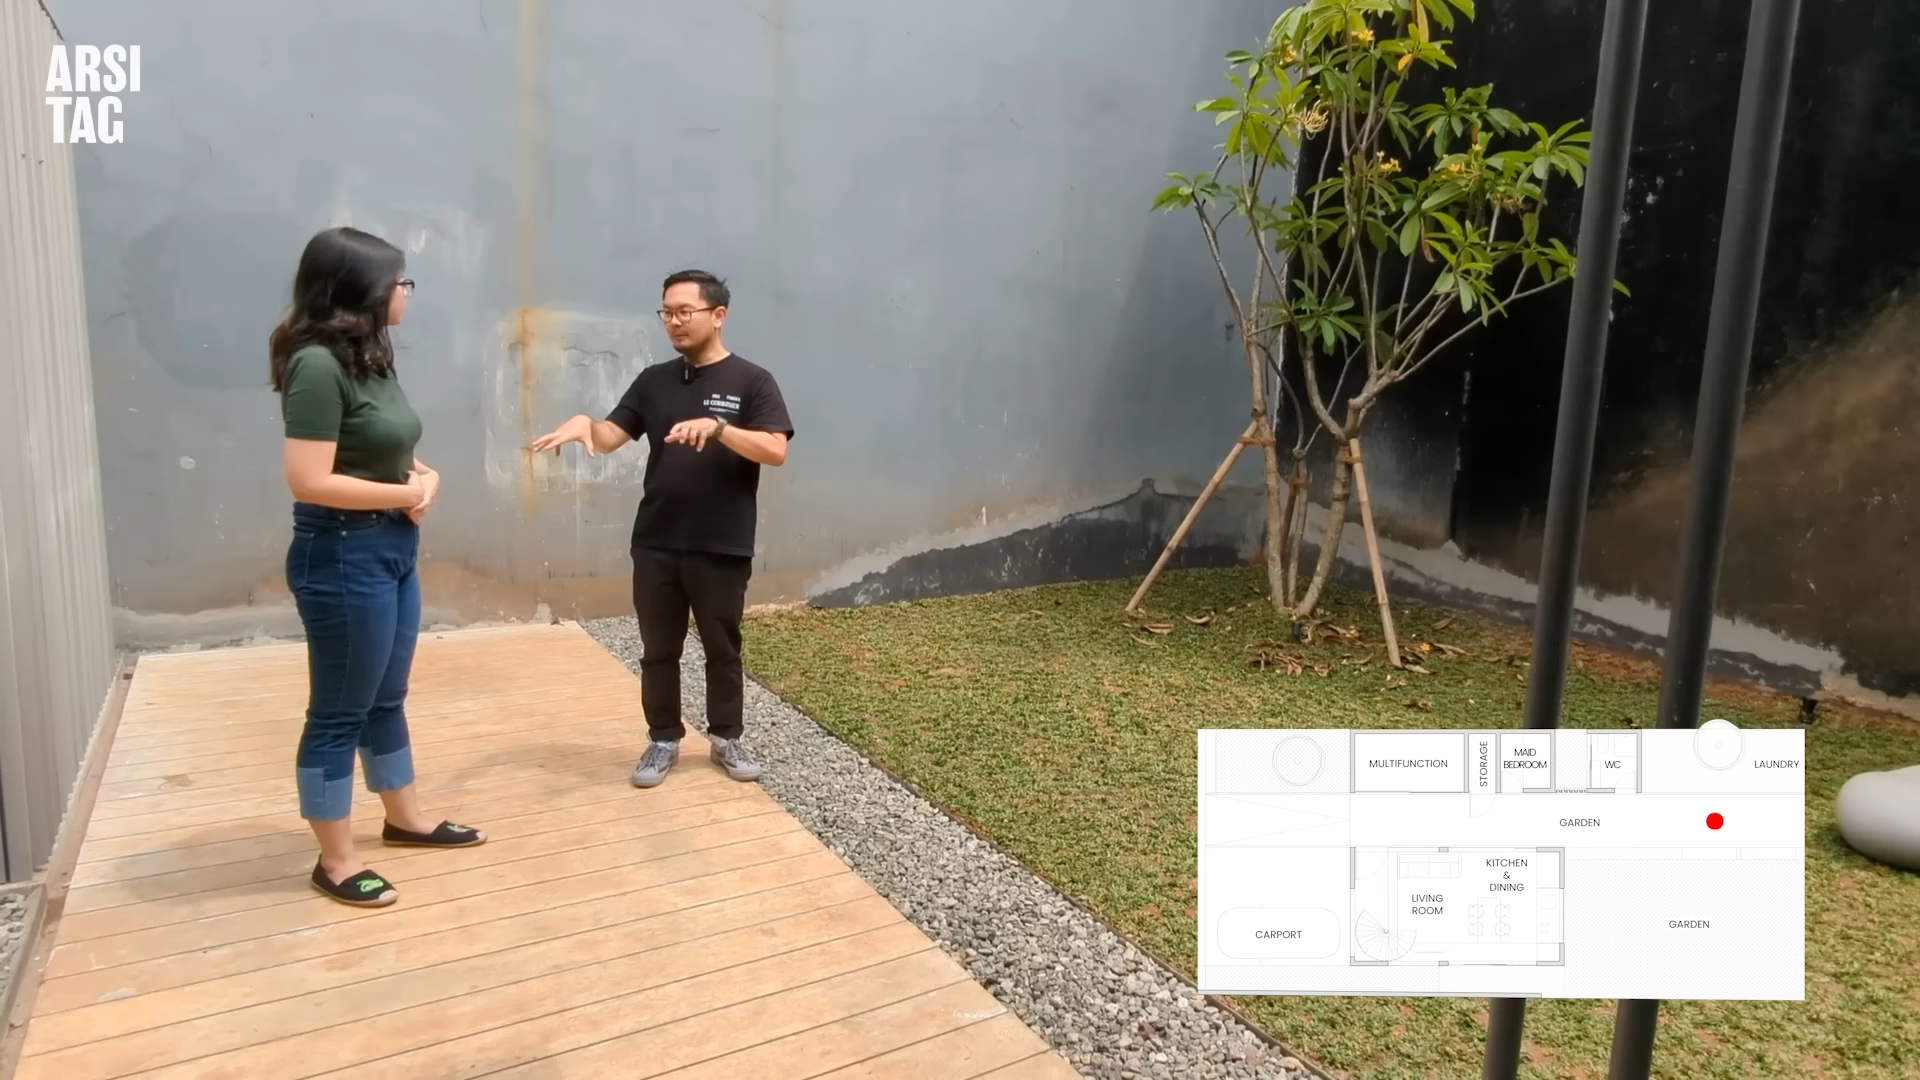 ARSI
TAG
LE CORBUSIER
MULTIFUNCTION
STORAGE
MAID
BEDROOM
WC
LAUNDRY
GARDEN
KITCHEN
&
DINING
LIVING
ROOM
CARPORT
GARDEN